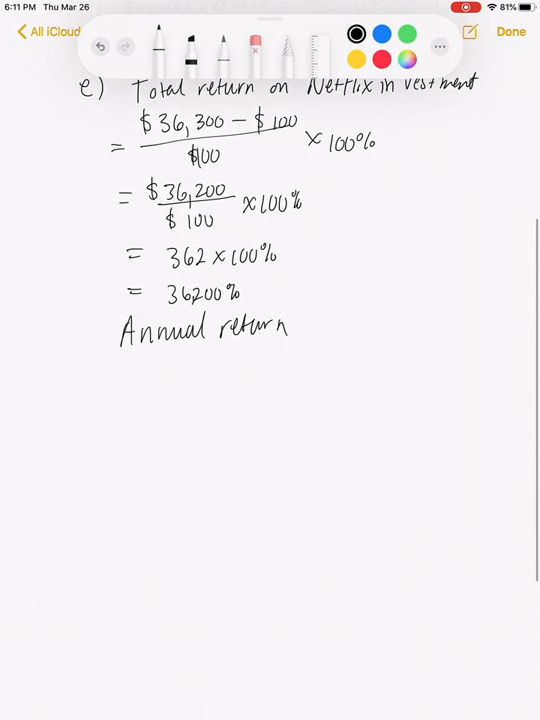 6:11 PM Thu Mar 26
81%
All iCloud
Done
e) Total return on Netflix investment
= $36,300 - $100 / $100 × 100%
= $36,200 / $100 × 100%
= 362 × 100%
= 36200%
Annual return